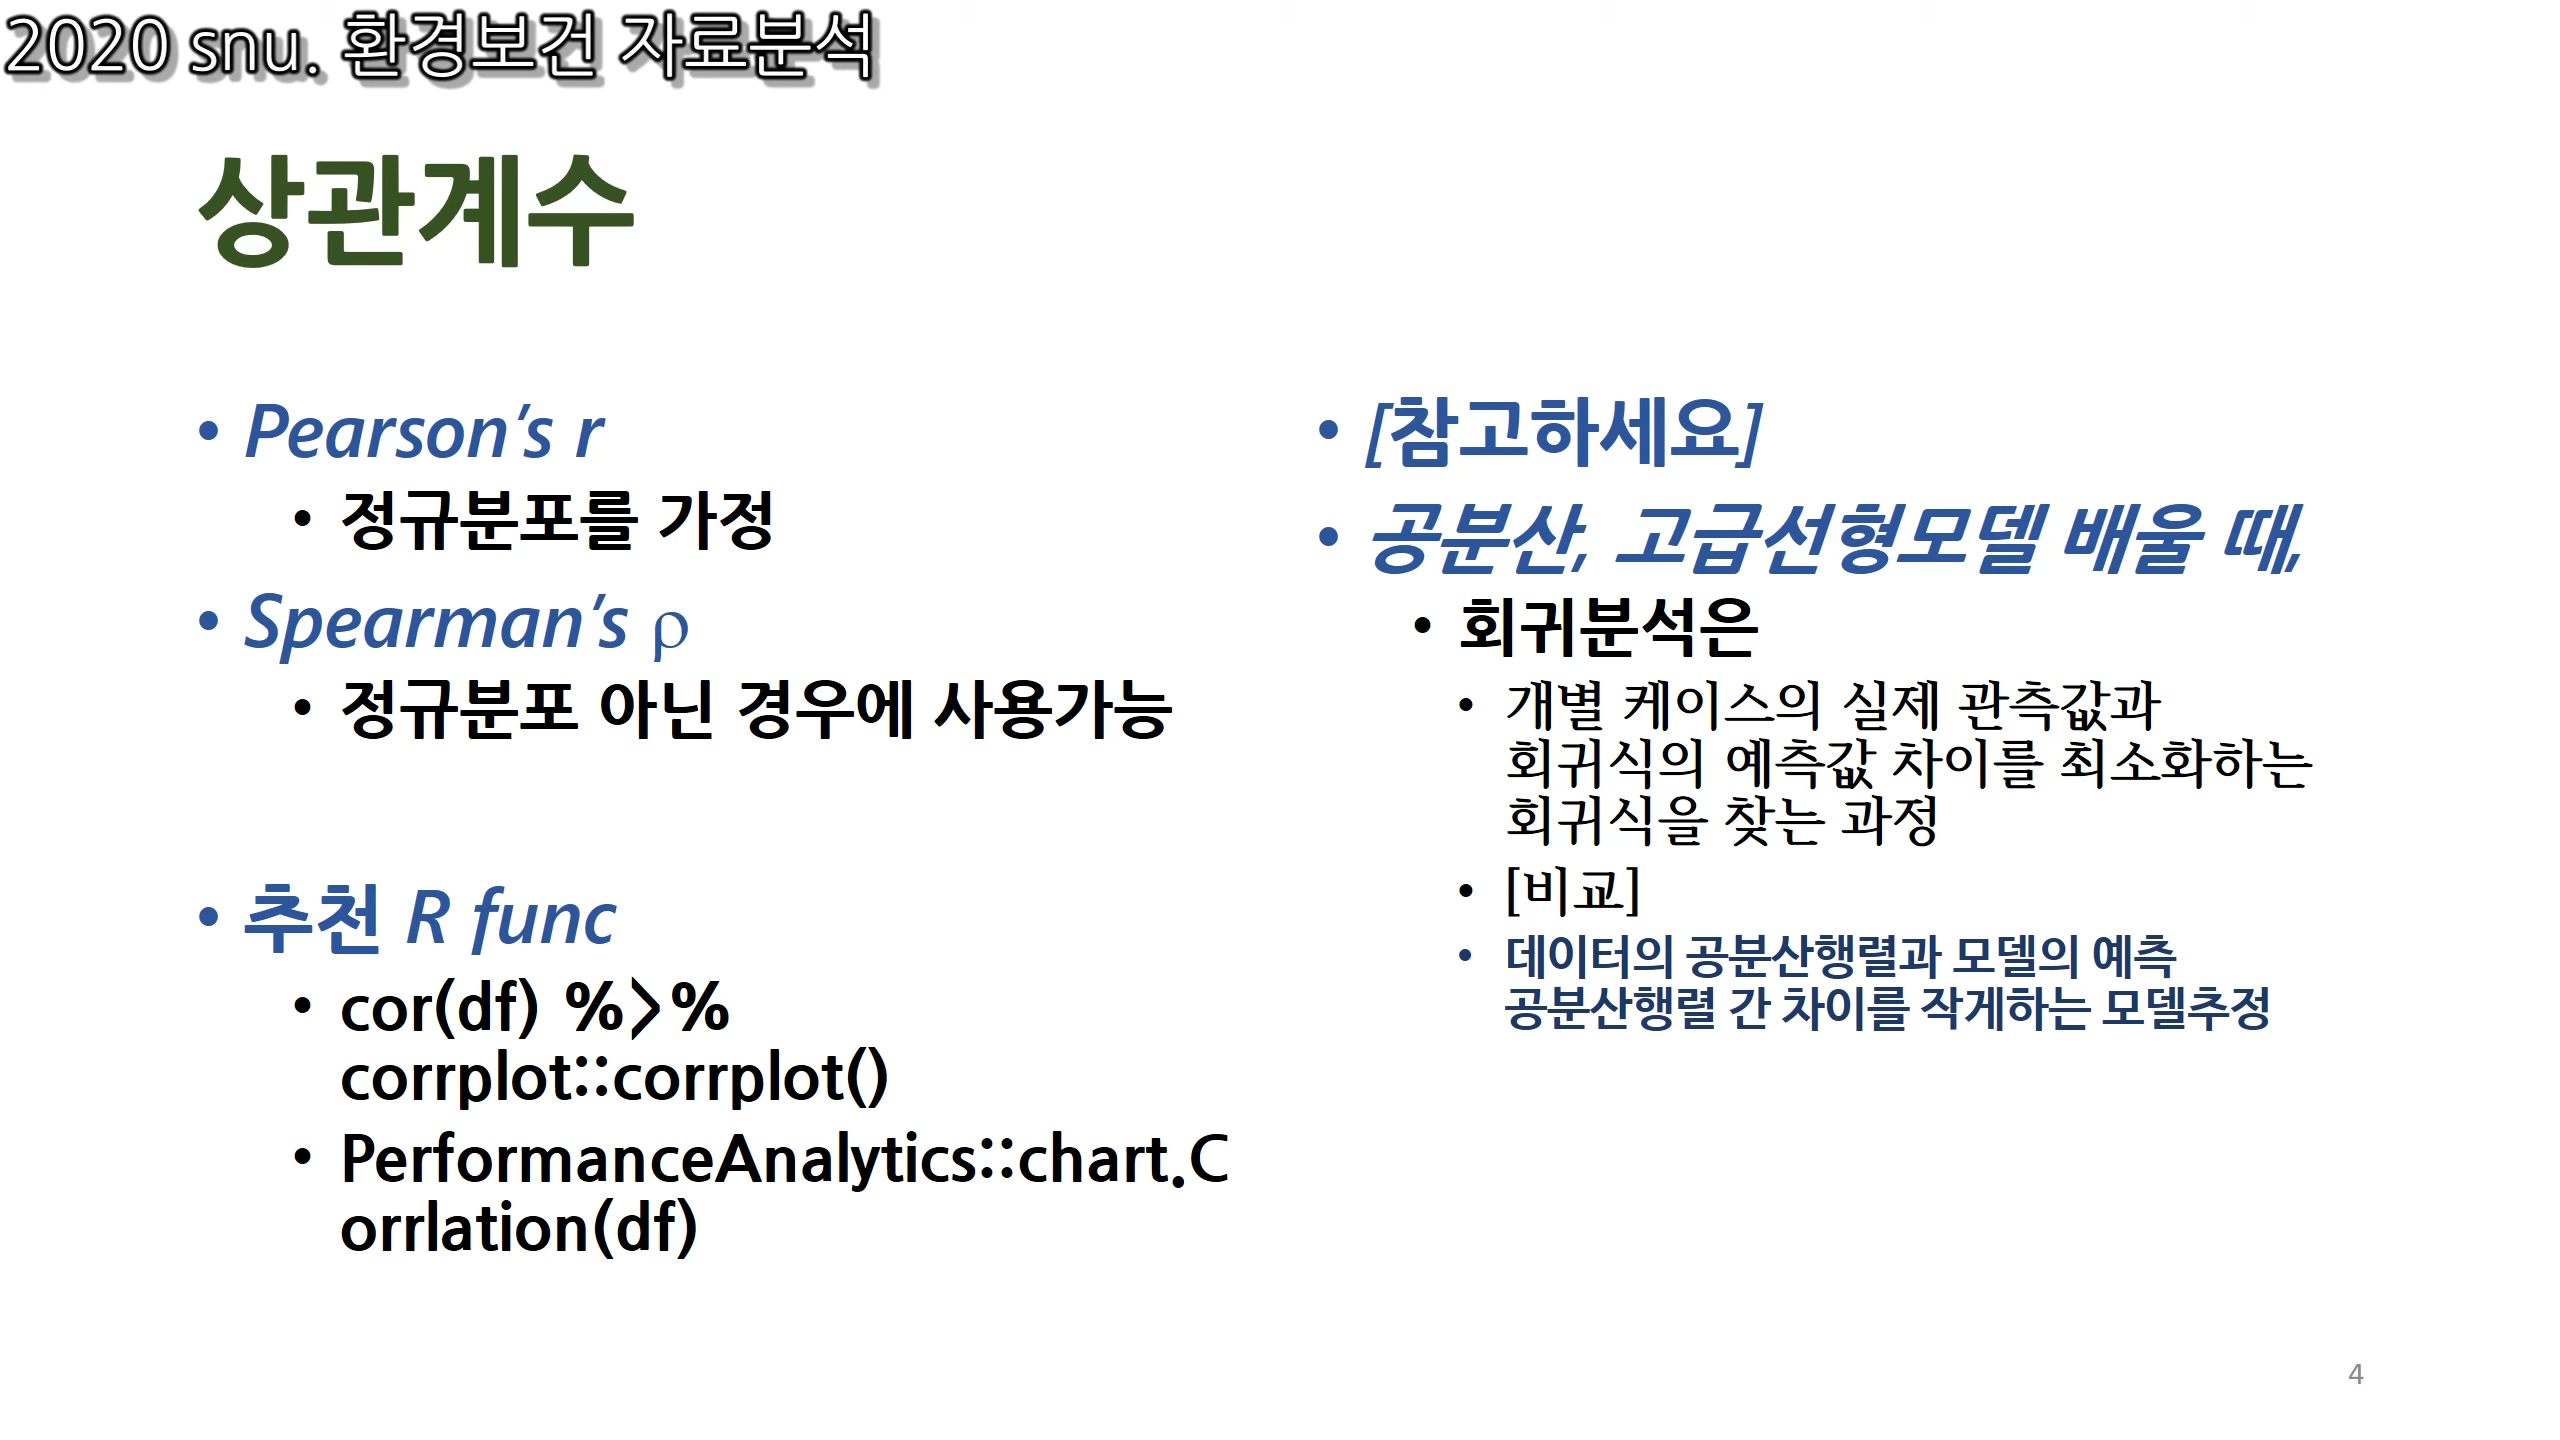 2020 snu. 환경보건 자료분석
상관계수
• Pearson's r
• 정규분포를 가정
• Spearman's ρ
• 정규분포 아닌 경우에 사용가능
• 추천 R func
• cor(df) %>%
corrplot::corrplot()
• PerformanceAnalytics::chart.C
orrlation(df)
• [참고하세요]
• 공분산, 고급선형모델 배울 때,
• 회귀분석은
• 개별 케이스의 실제 관측값과
회귀식의 예측값 차이를 최소화하는
회귀식을 찾는 과정
• [비교]
• 데이터의 공분산행렬과 모델의 예측
공분산행렬 간 차이를 작게하는 모델추정
4